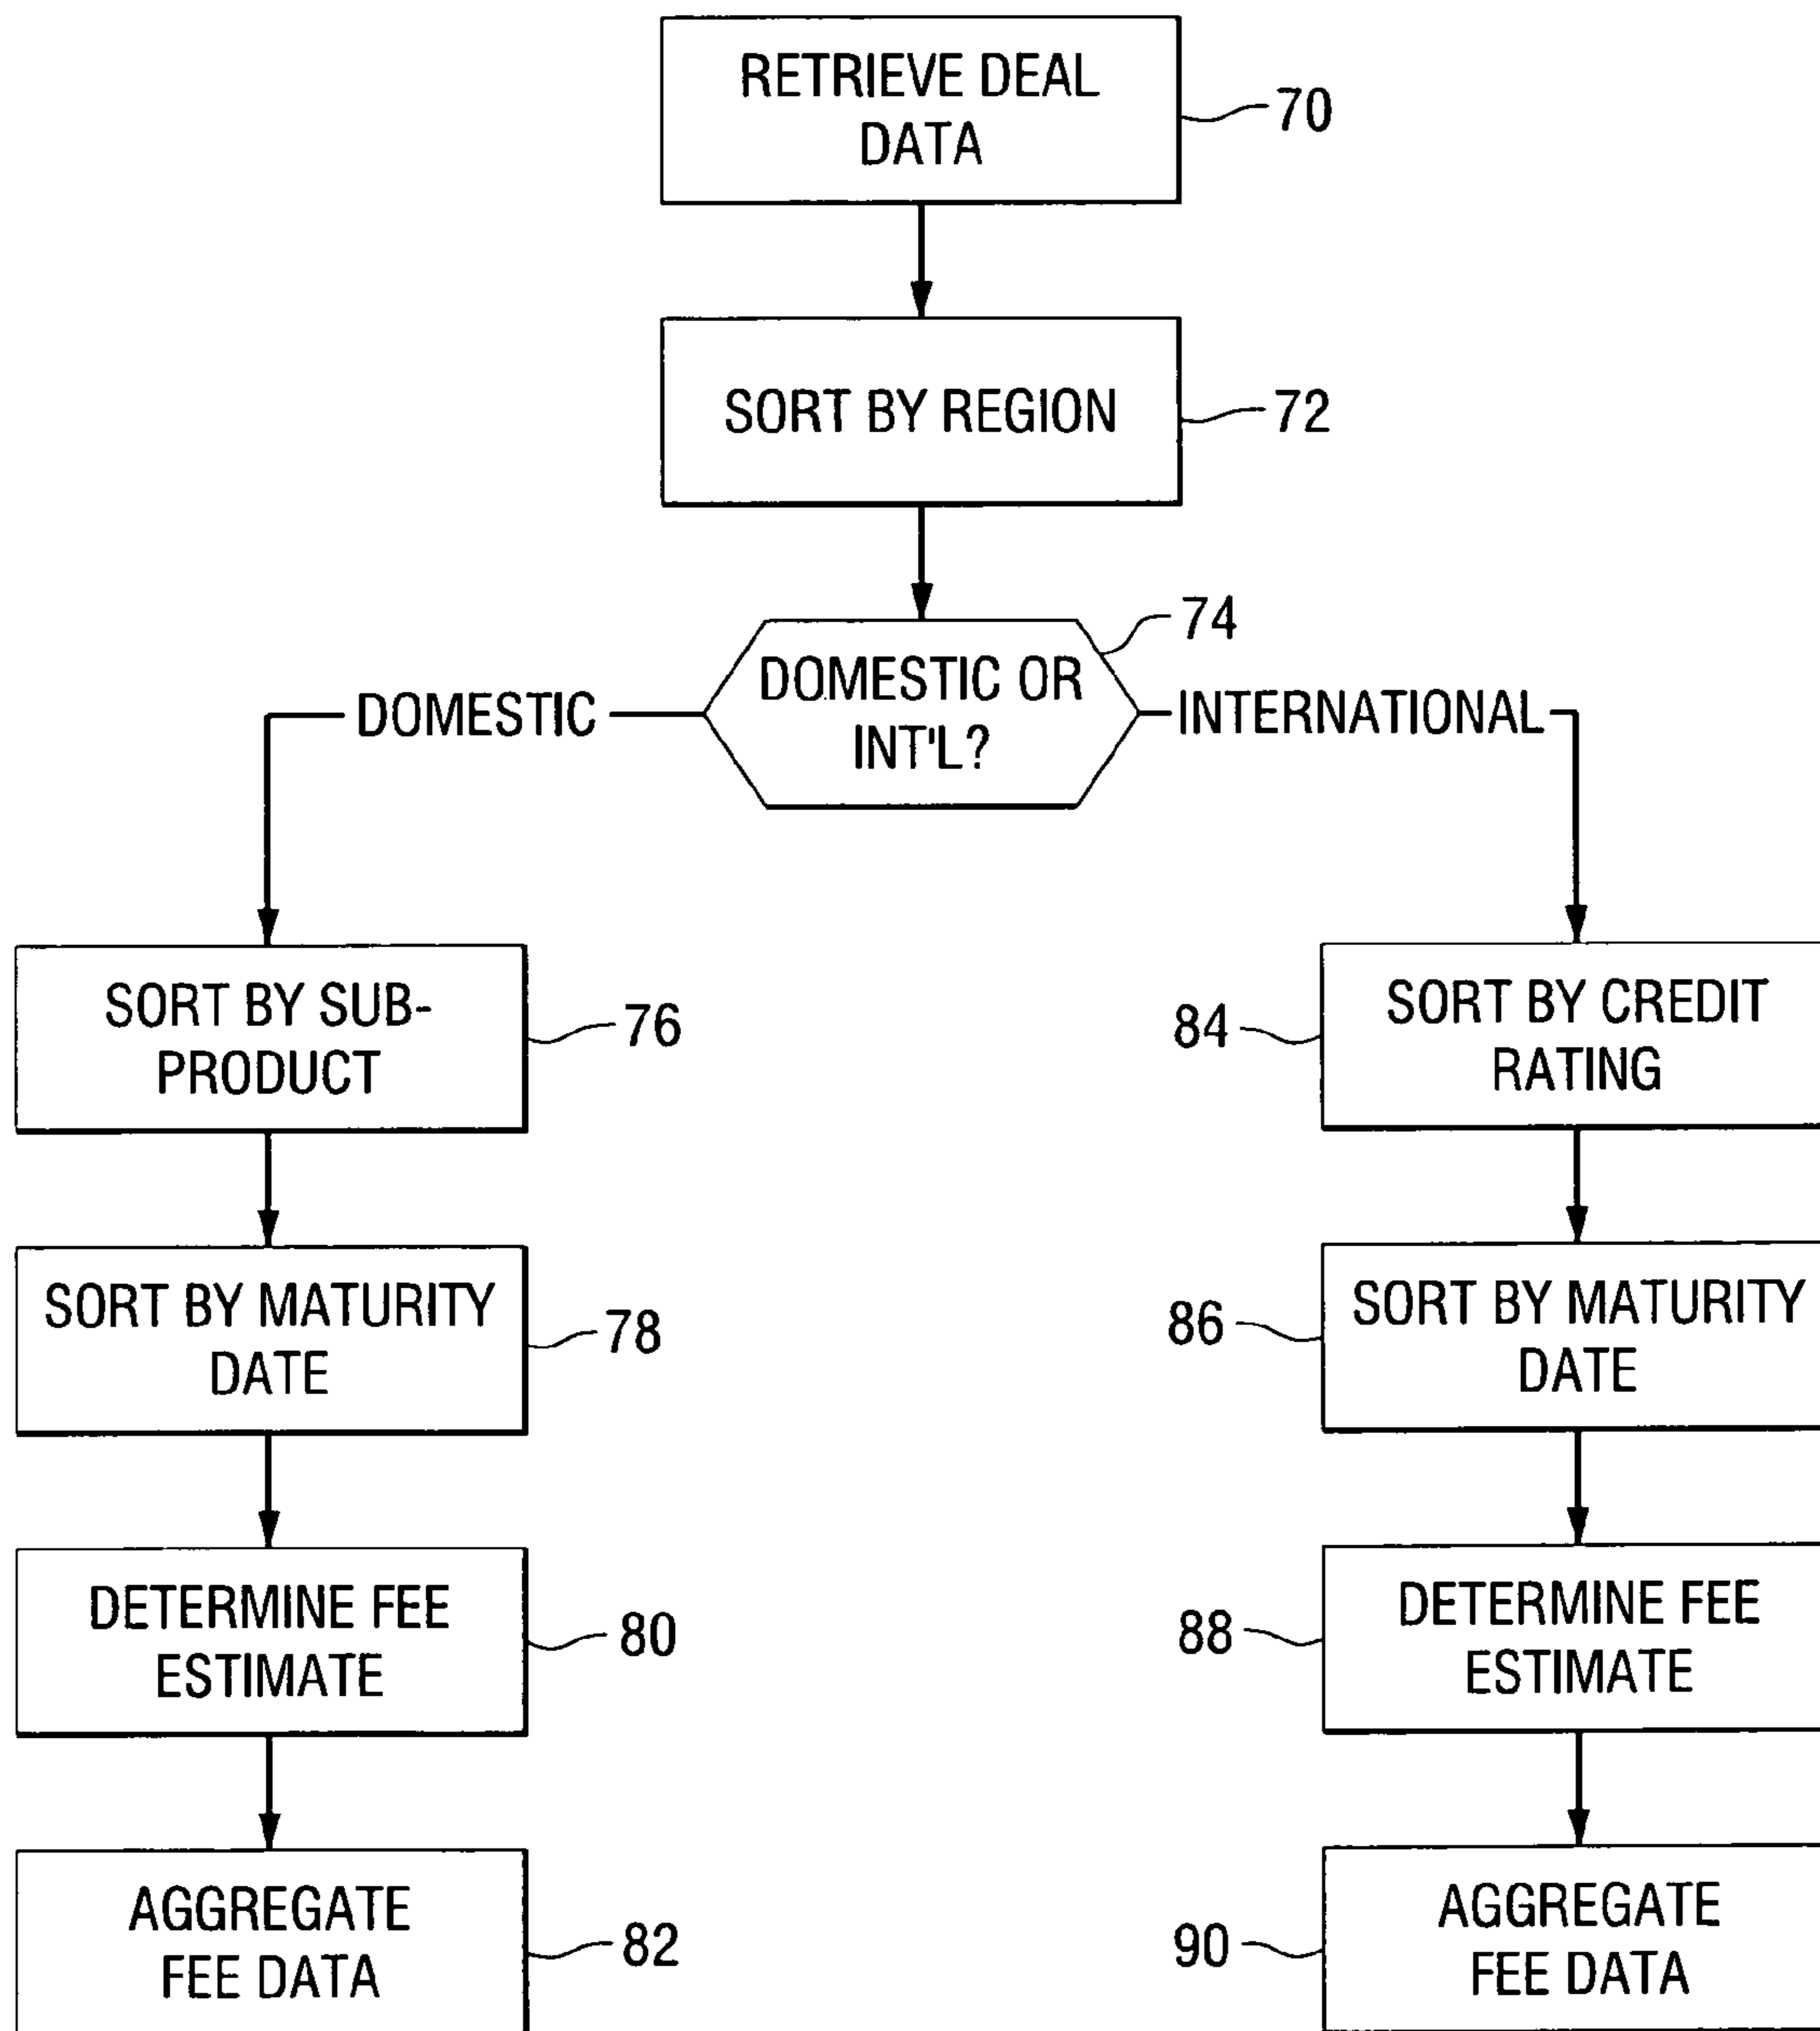 RETRIEVE DEAL
DATA
70
SORT BY REGION
72
74
DOMESTIC OR
INT'L?
DOMESTIC
INTERNATIONAL
SORT BY SUB-
PRODUCT
76
SORT BY MATURITY
DATE
78
DETERMINE FEE
ESTIMATE
80
AGGREGATE
FEE DATA
82
84
SORT BY CREDIT
RATING
86
SORT BY MATURITY
DATE
88
DETERMINE FEE
ESTIMATE
90
AGGREGATE
FEE DATA